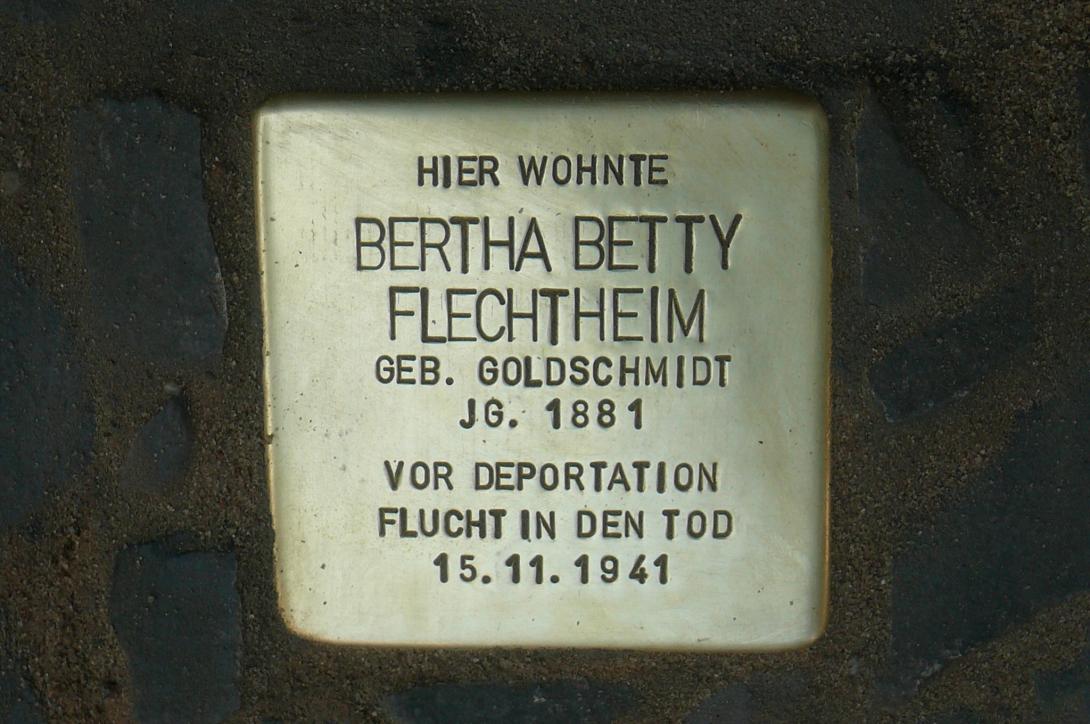 HIER WOHNTE
BERTHA BETTY
FLECHTHEIM
GEB. GOLDSCHMIDT
JG. 1881
VOR DEPORTATION
FLUCHT IN DEN TOD
15.11.1941